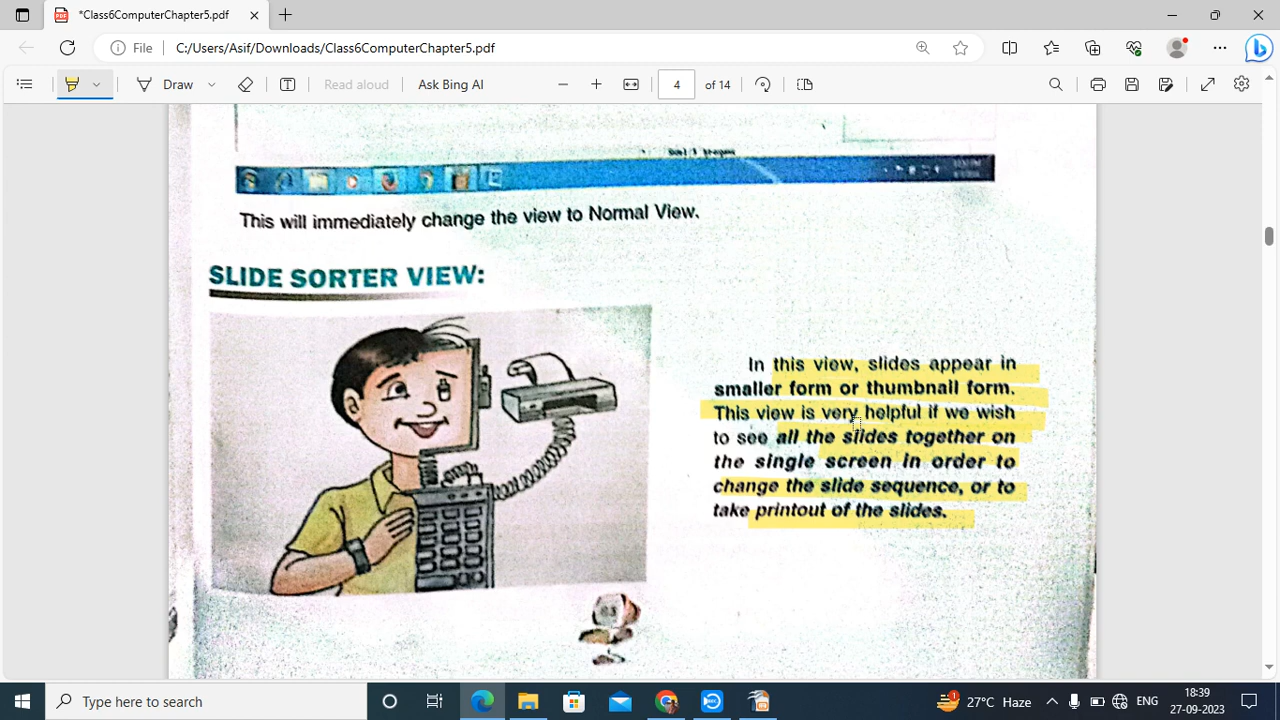 *Class6ComputerChapter5.pdf
File C:/Users/Asif/Downloads/Class6ComputerChapter5.pdf
Draw Read aloud Ask Bing AI 4 of 14
This will immediately change the view to Normal View.
SLIDE SORTER VIEW:
In this view, slides appear in
smaller form or thumbnail form.
This view is very helpful if we wish
to see all the slides together on
the single screen in order to
change the slide sequence, or to
take printout of the slides.
Type here to search
1
27°C Haze
ENG
18:39
27-09-2023